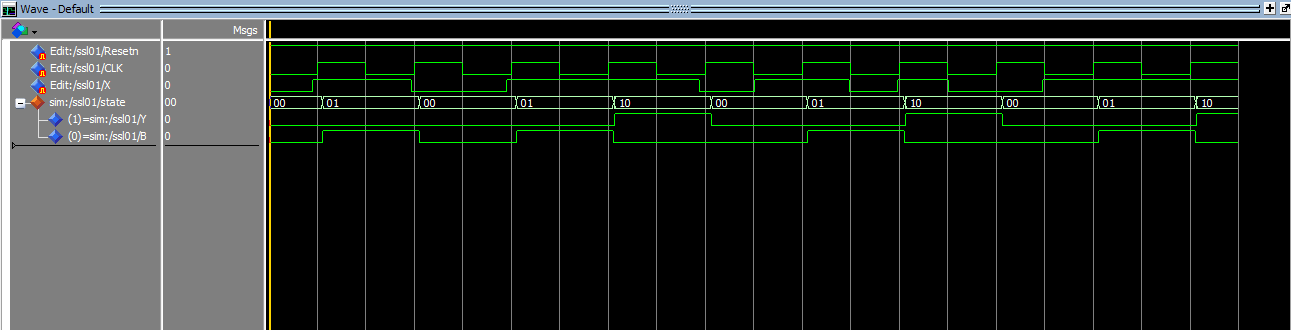 Wave - Default
Msgs
Edit:/ssl01/Resetn 1
Edit:/ssl01/CLK 0
Edit:/ssl01/X 0
sim:/ssl01/state 00 00 01 00 01 10 00 01 10 00 01 10
(1)=sim:/ssl01/Y 0
(0)=sim:/ssl01/B 0